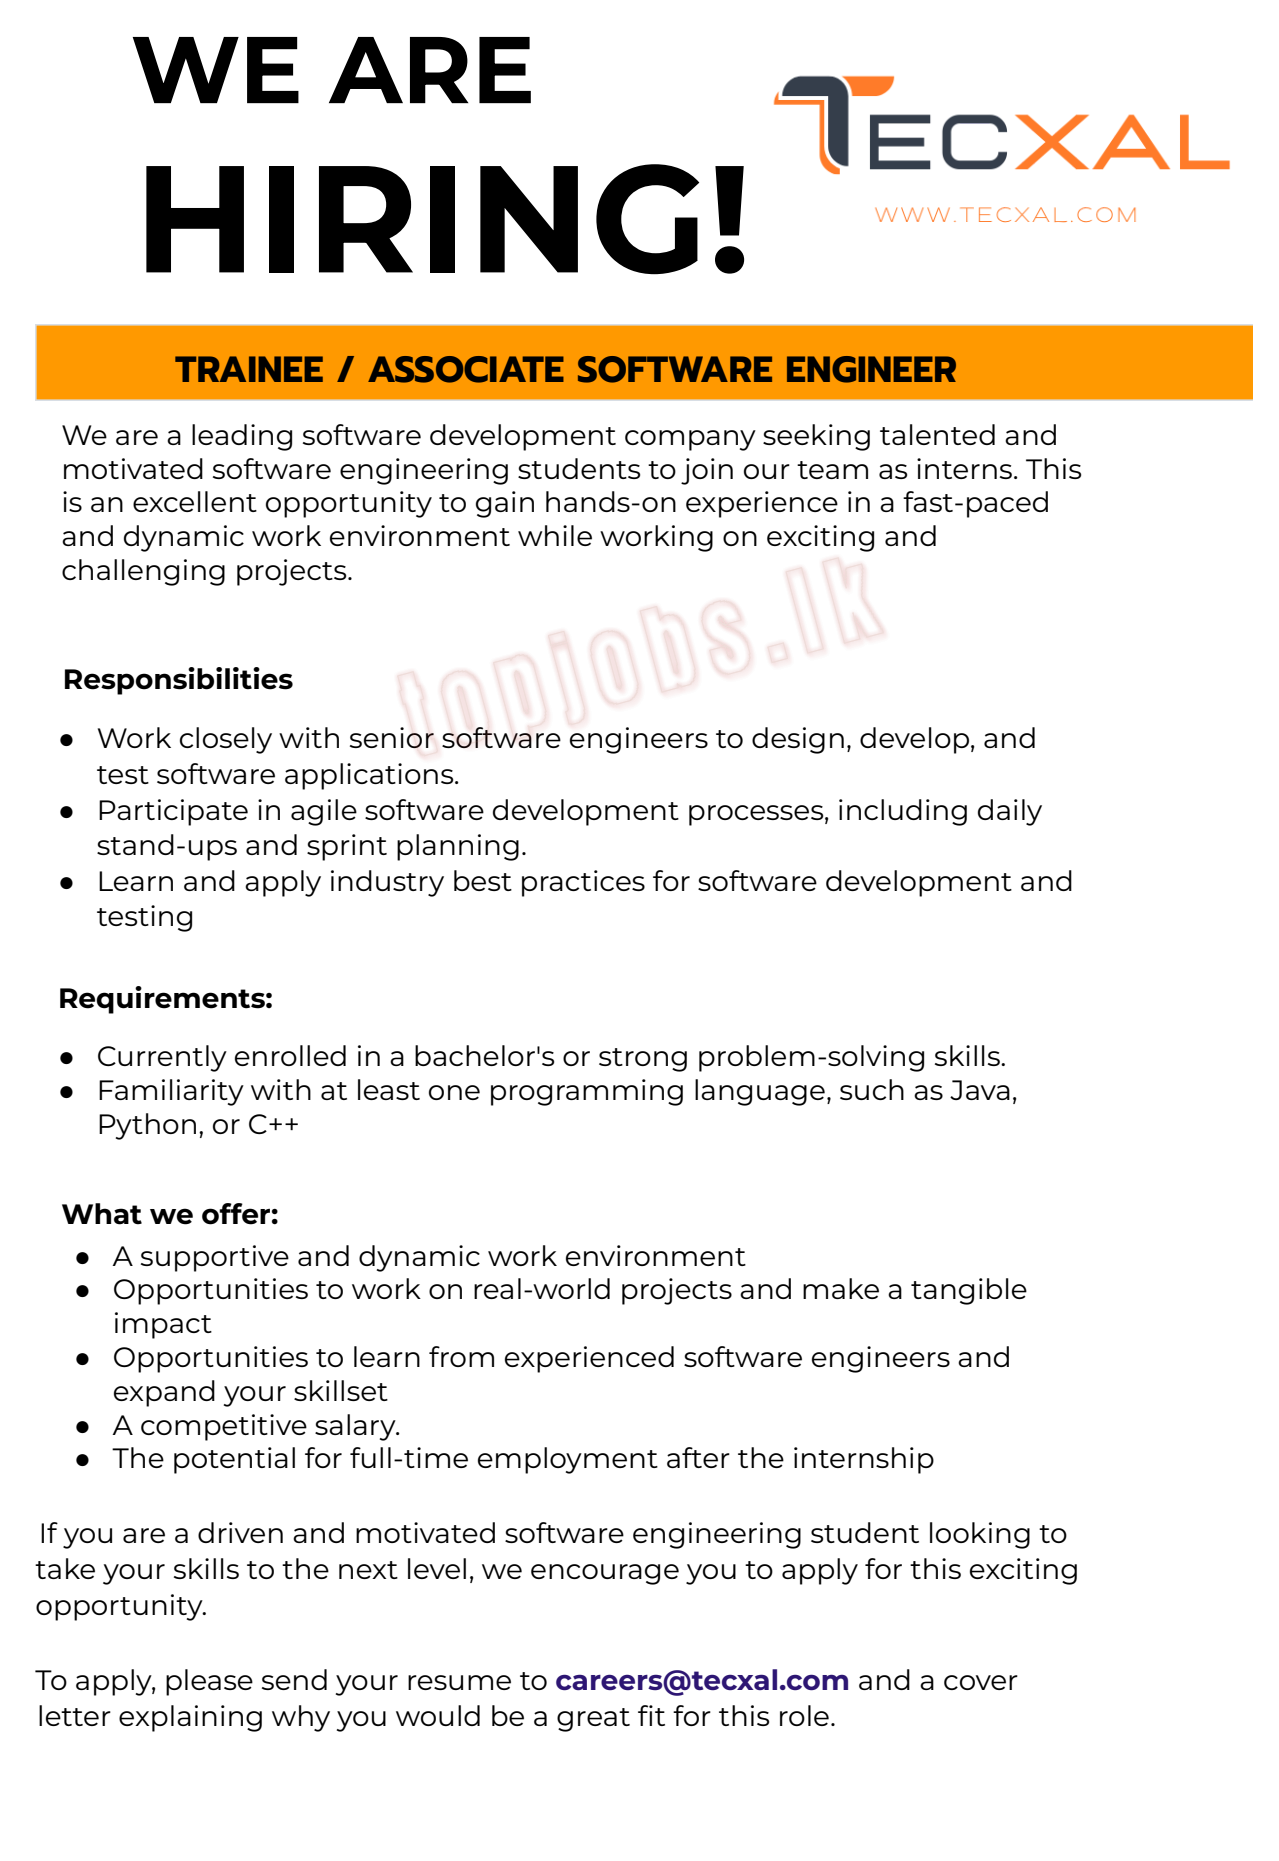 WE ARE
HIRING!
TECXAL
WWW.TECXAL.COM
TRAINEE / ASSOCIATE SOFTWARE ENGINEER
We are a leading software development company seeking talented and
motivated software engineering students to join our team as interns. This
is an excellent opportunity to gain hands-on experience in a fast-paced
and dynamic work environment while working on exciting and
challenging projects.
topjobs.lk
Responsibilities
● Work closely with senior software engineers to design, develop, and
test software applications.
● Participate in agile software development processes, including daily
stand-ups and sprint planning.
● Learn and apply industry best practices for software development and
testing
Requirements:
● Currently enrolled in a bachelor's or strong problem-solving skills.
● Familiarity with at least one programming language, such as Java,
Python, or C++
What we offer:
● A supportive and dynamic work environment
● Opportunities to work on real-world projects and make a tangible
impact
● Opportunities to learn from experienced software engineers and
expand your skillset
● A competitive salary.
● The potential for full-time employment after the internship
If you are a driven and motivated software engineering student looking to
take your skills to the next level, we encourage you to apply for this exciting
opportunity.
To apply, please send your resume to careers@tecxal.com and a cover
letter explaining why you would be a great fit for this role.